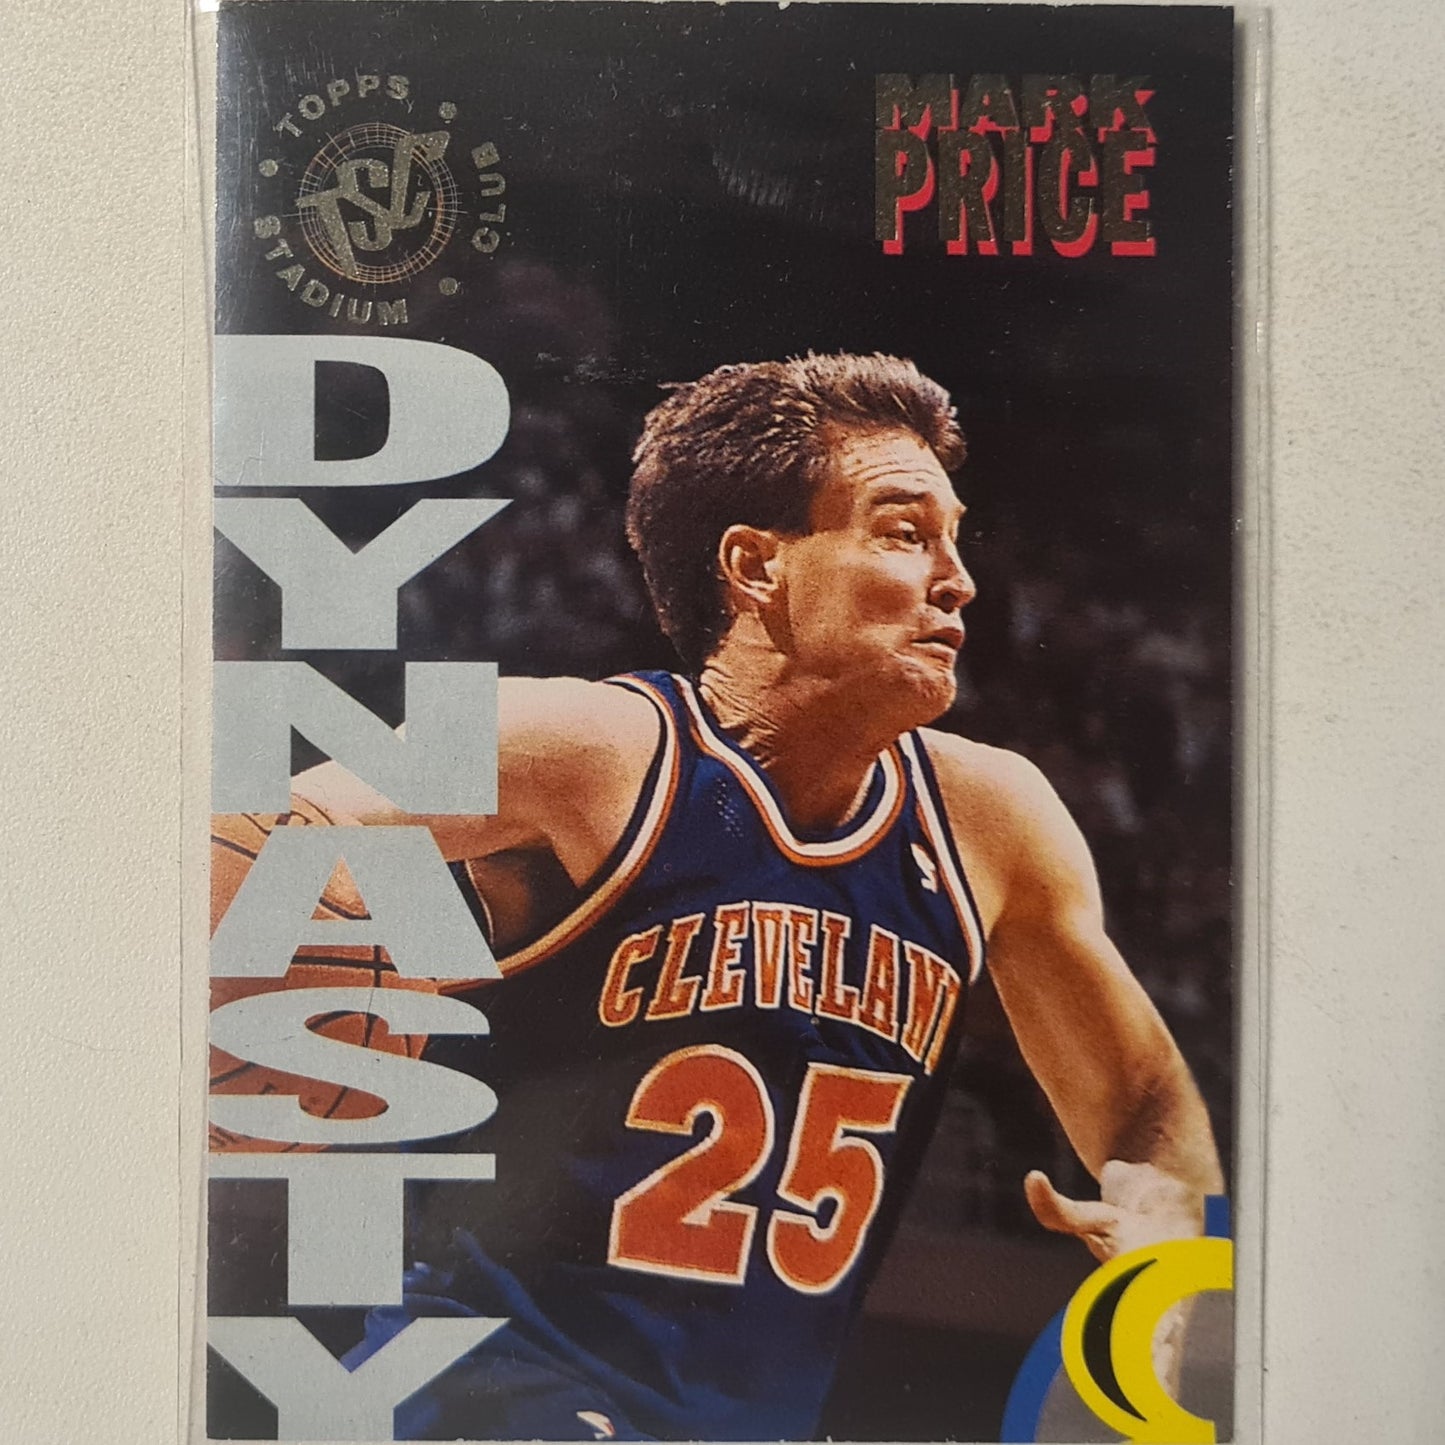 TOPPS
STADIUM
CLUB
TSC
MARK
PRICE
DYNASTY
CLEVELAND
25